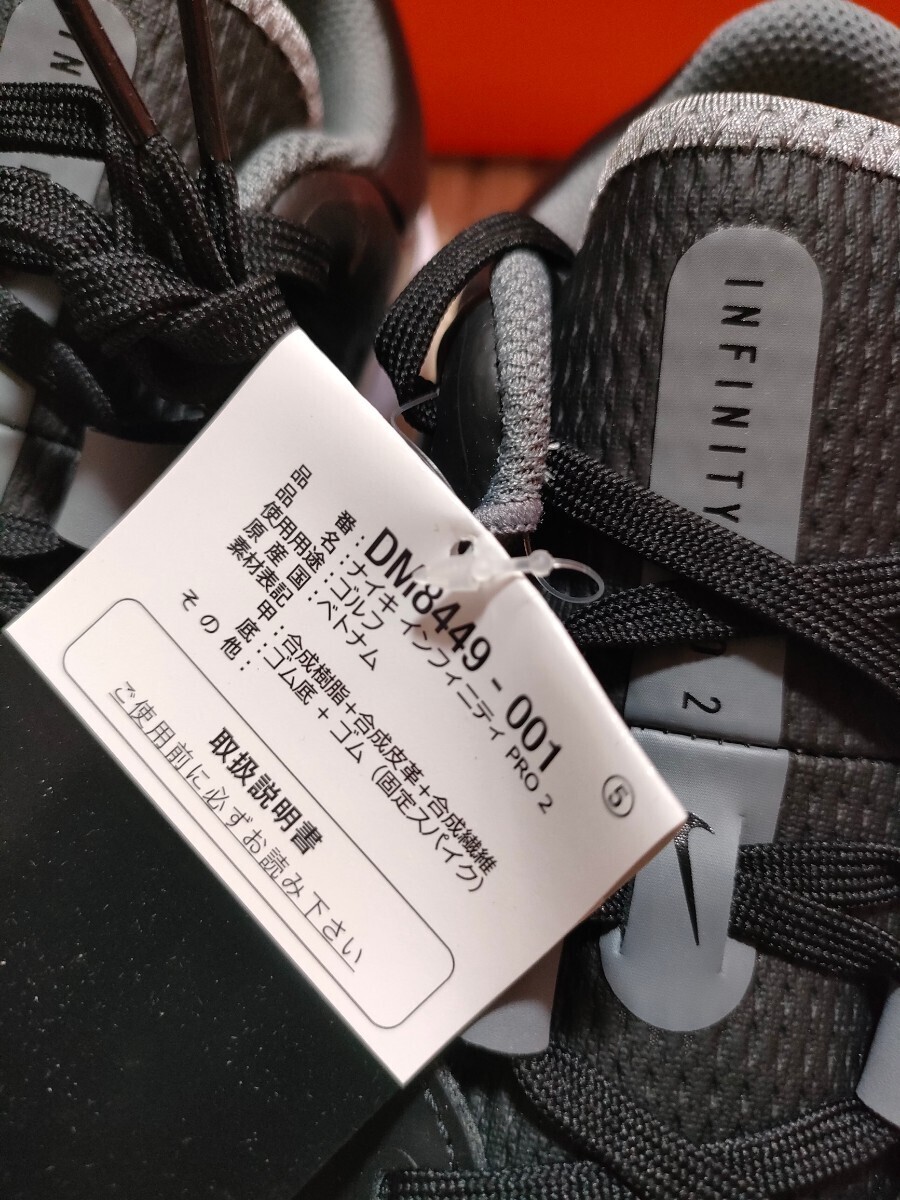 品番：DM8449-001
品名：ナイキ インフィニティ PRO 2
使用用途：ゴルフ
原産国：ベトナム
素材表記
甲：合成樹脂+合成皮革+合成繊維
底：ゴム底+ゴム（固定スパイク）
その他：
⑤
取扱説明書
ご使用前に必ずお読み下さい
INFINITY
2
IN